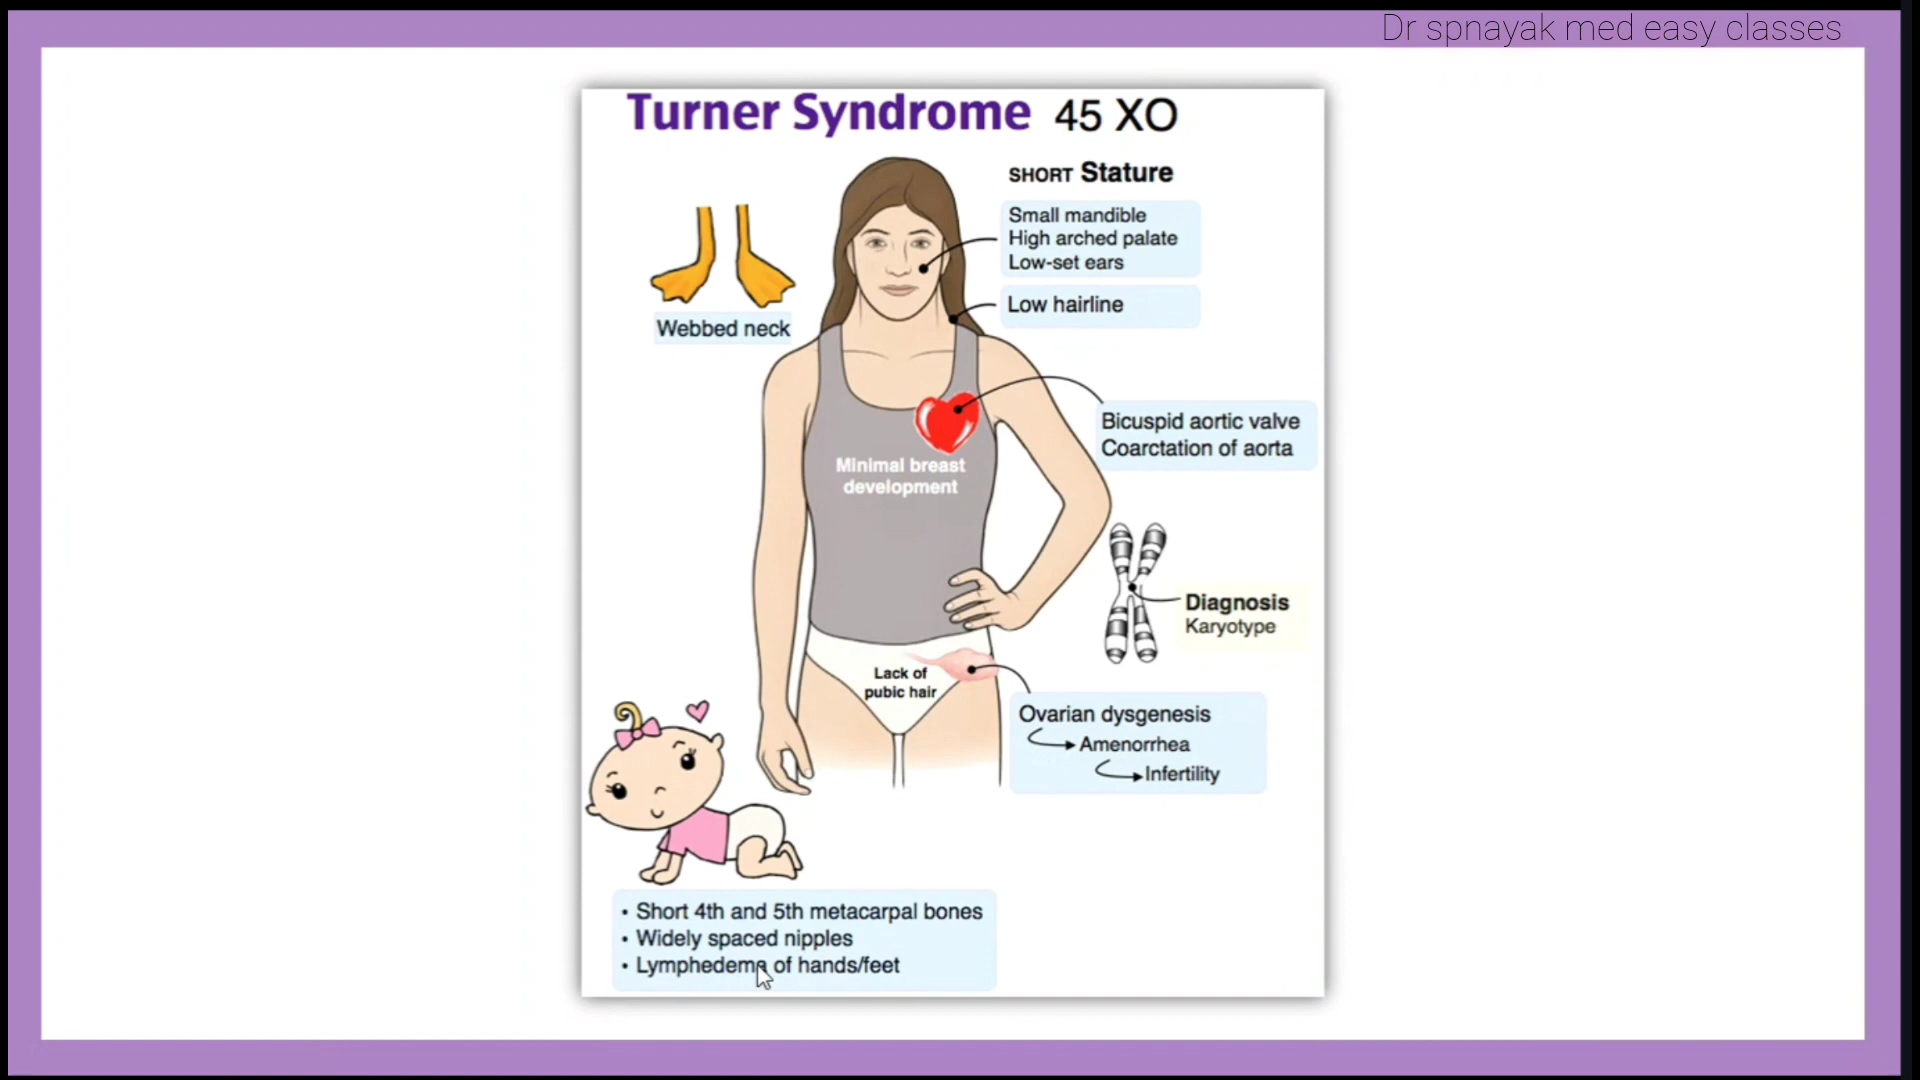 Dr spnayak med easy classes
Turner Syndrome 45 XO
SHORT Stature
Small mandible
High arched palate
Low-set ears
Low hairline
Webbed neck
Bicuspid aortic valve
Coarctation of aorta
Minimal breast
development
Diagnosis
Karyotype
Lack of
pubic hair
Ovarian dysgenesis
Amenorrhea
Infertility
• Short 4th and 5th metacarpal bones
• Widely spaced nipples
• Lymphedema of hands/feet